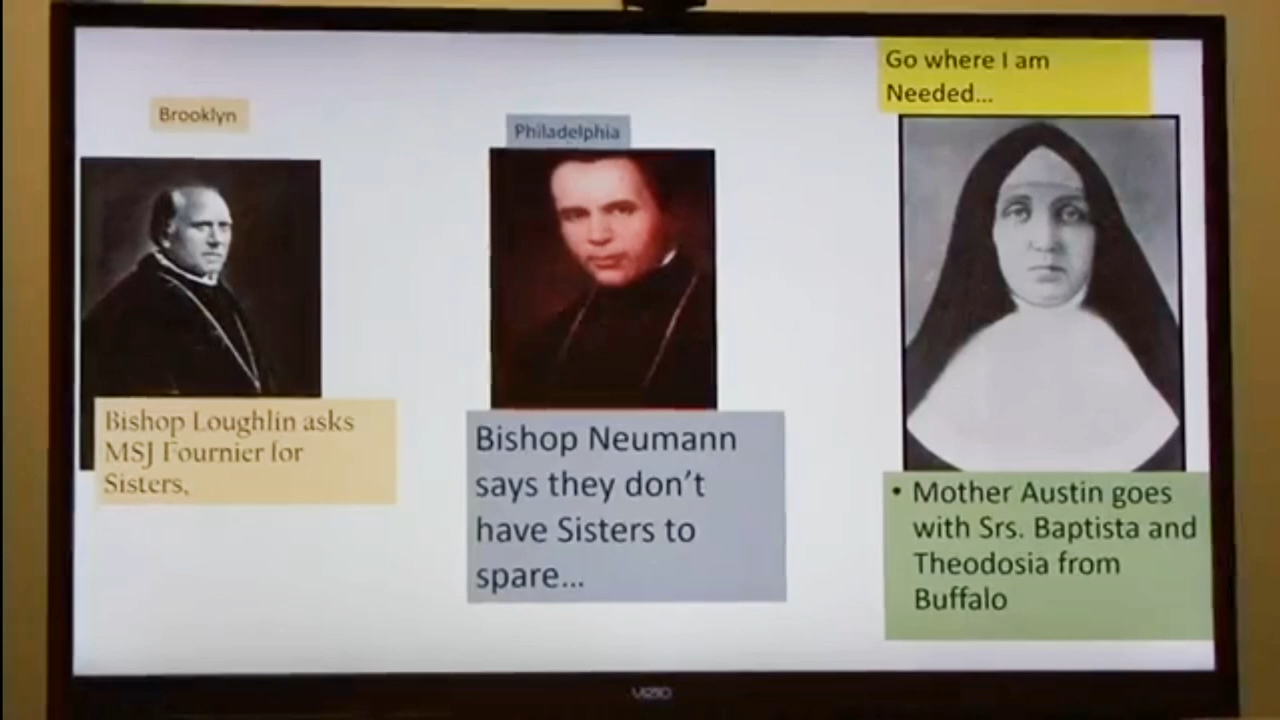 Brooklyn
Bishop Loughlin asks
MSJ Fournier for
Sisters,
Philadelphia
Bishop Neumann
says they don't
have Sisters to
spare...
Go where I am
Needed...
• Mother Austin goes
with Srs. Baptista and
Theodosia from
Buffalo
VIZIO